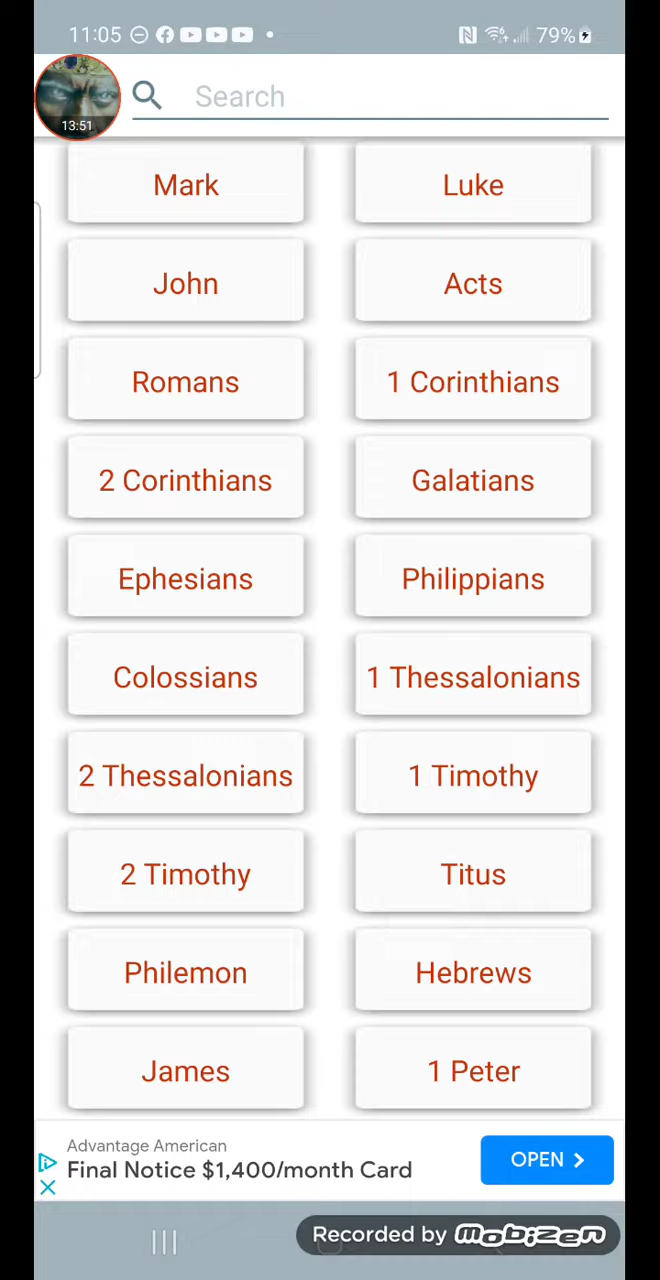 11:05
79%
13:51
Search
Mark
Luke
John
Acts
Romans
1 Corinthians
2 Corinthians
Galatians
Ephesians
Philippians
Colossians
1 Thessalonians
2 Thessalonians
1 Timothy
2 Timothy
Titus
Philemon
Hebrews
James
1 Peter
Advantage American
Final Notice $1,400/month Card
OPEN
Recorded by mobizen